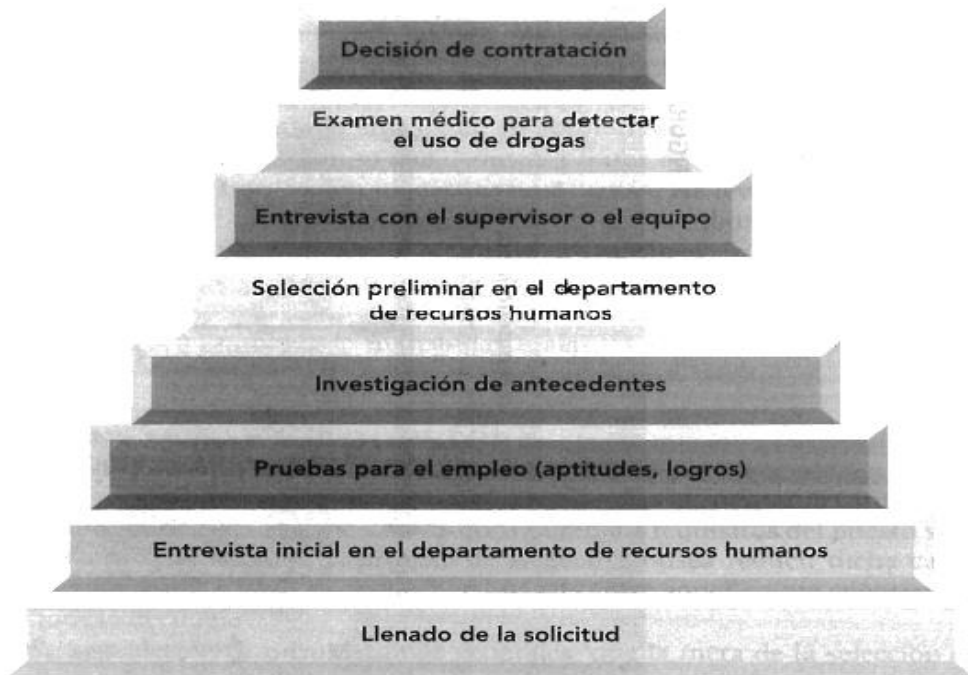 Decisión de contratación
Examen médico para detectar
el uso de drogas
Entrevista con el supervisor o el equipo
Selección preliminar en el departamento
de recursos humanos
Investigación de antecedentes
Pruebas para el empleo (aptitudes, logros)
Entrevista inicial en el departamento de recursos humanos
Llenado de la solicitud